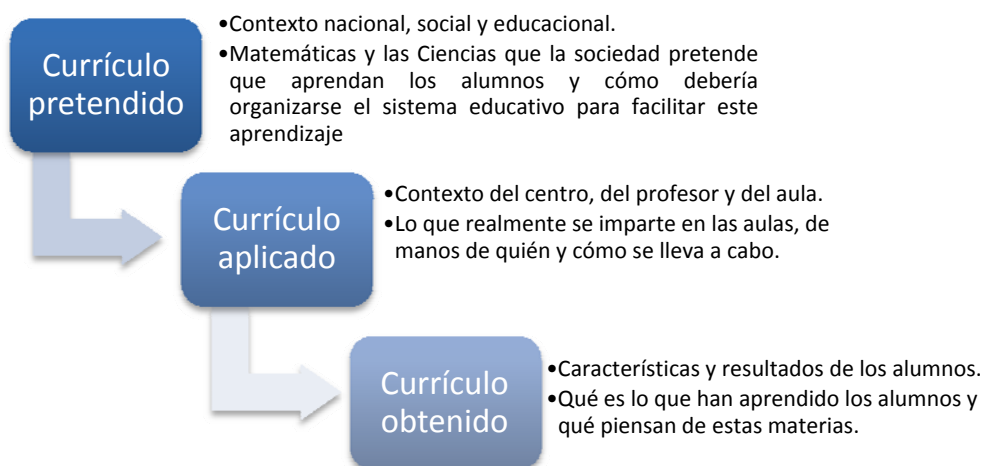 Currículo
pretendido
•Contexto nacional, social y educacional.
•Matemáticas y las Ciencias que la sociedad pretende
que aprendan los alumnos y cómo debería
organizarse el sistema educativo para facilitar este
aprendizaje
Currículo
aplicado
•Contexto del centro, del profesor y del aula.
•Lo que realmente se imparte en las aulas, de
manos de quién y cómo se lleva a cabo.
Currículo
obtenido
•Características y resultados de los alumnos.
•Qué es lo que han aprendido los alumnos y
qué piensan de estas materias.